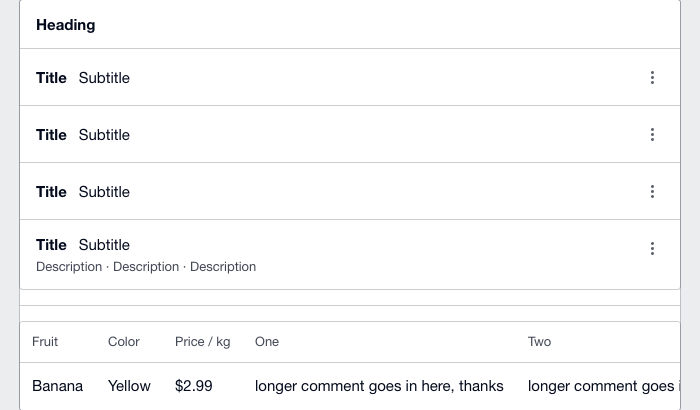 Heading
Title Subtitle
Title Subtitle
Title Subtitle
Title Subtitle
Description · Description · Description
Fruit Color Price / kg One Two
Banana Yellow $2.99 longer comment goes in here, thanks longer comment goes